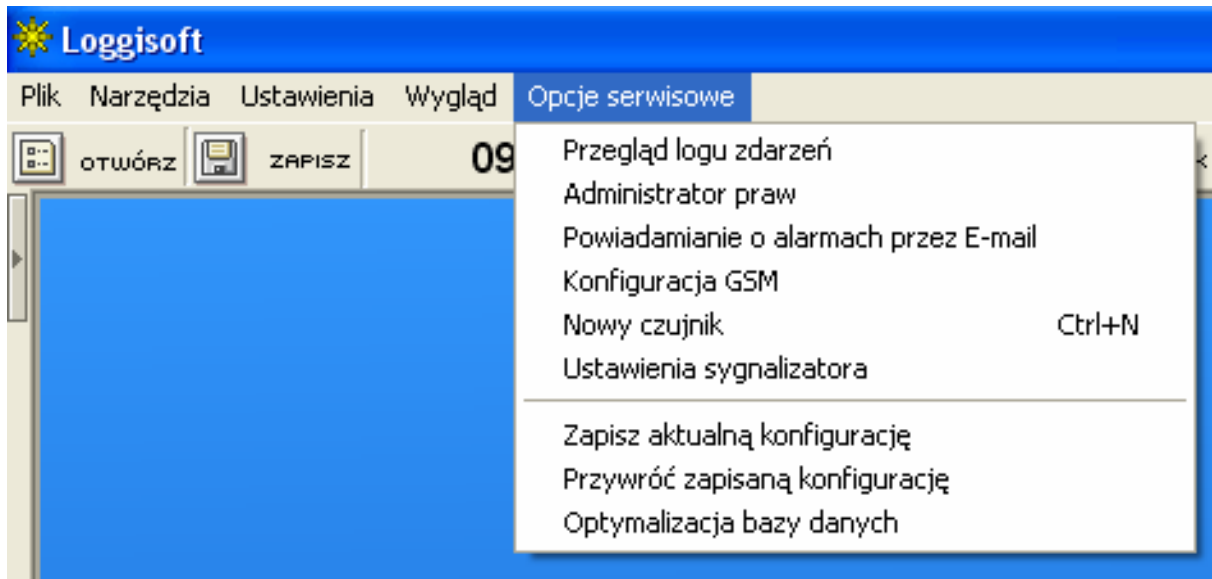 Loggisoft
Plik Narzędzia Ustawienia Wygląd Opcje serwisowe
OTWÓRZ ZAPISZ 09
Przegląd logu zdarzeń
Administrator praw
Powiadamianie o alarmach przez E-mail
Konfiguracja GSM
Nowy czujnik Ctrl+N
Ustawienia sygnalizatora
Zapisz aktualną konfigurację
Przywróć zapisaną konfigurację
Optymalizacja bazy danych